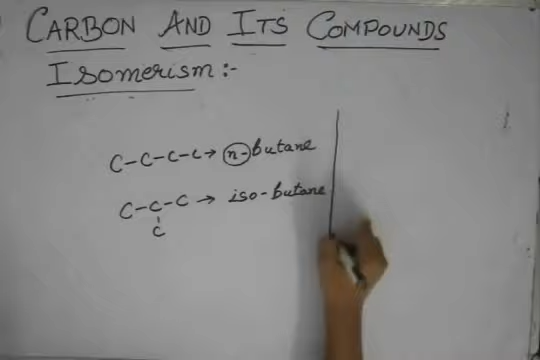 CARBON AND ITS COMPOUNDS
Isomerism:-
C-C-C-C→ n-butane
C-C-C → iso-butane
C